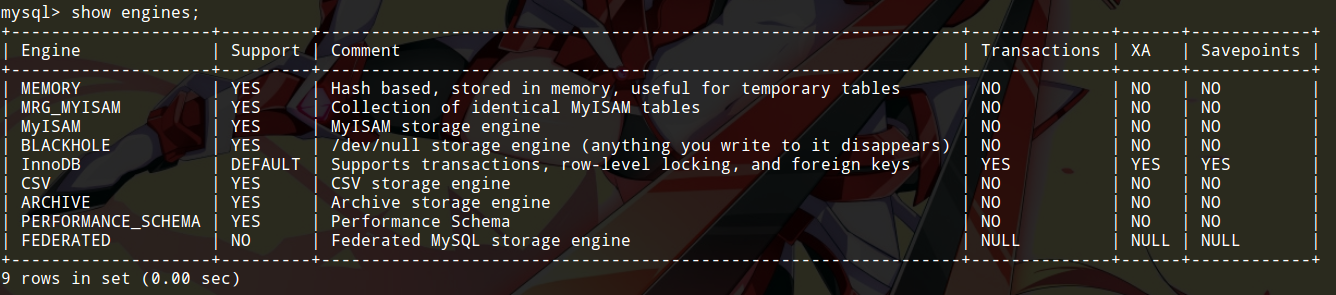 mysql> show engines;
+--------------------+---------+----------------------------------------------------------------+--------------+------+------------+
| Engine             | Support | Comment                                                        | Transactions | XA   | Savepoints |
+--------------------+---------+----------------------------------------------------------------+--------------+------+------------+
| MEMORY             | YES     | Hash based, stored in memory, useful for temporary tables      | NO           | NO   | NO         |
| MRG_MYISAM         | YES     | Collection of identical MyISAM tables                          | NO           | NO   | NO         |
| MyISAM             | YES     | MyISAM storage engine                                          | NO           | NO   | NO         |
| BLACKHOLE          | YES     | /dev/null storage engine (anything you write to it disappears) | NO           | NO   | NO         |
| InnoDB             | DEFAULT | Supports transactions, row-level locking, and foreign keys     | YES          | YES  | YES        |
| CSV                | YES     | CSV storage engine                                             | NO           | NO   | NO         |
| ARCHIVE            | YES     | Archive storage engine                                         | NO           | NO   | NO         |
| PERFORMANCE_SCHEMA | YES     | Performance Schema                                             | NO           | NO   | NO         |
| FEDERATED          | NO      | Federated MySQL storage engine                                 | NULL         | NULL | NULL       |
+--------------------+---------+----------------------------------------------------------------+--------------+------+------------+
9 rows in set (0.00 sec)